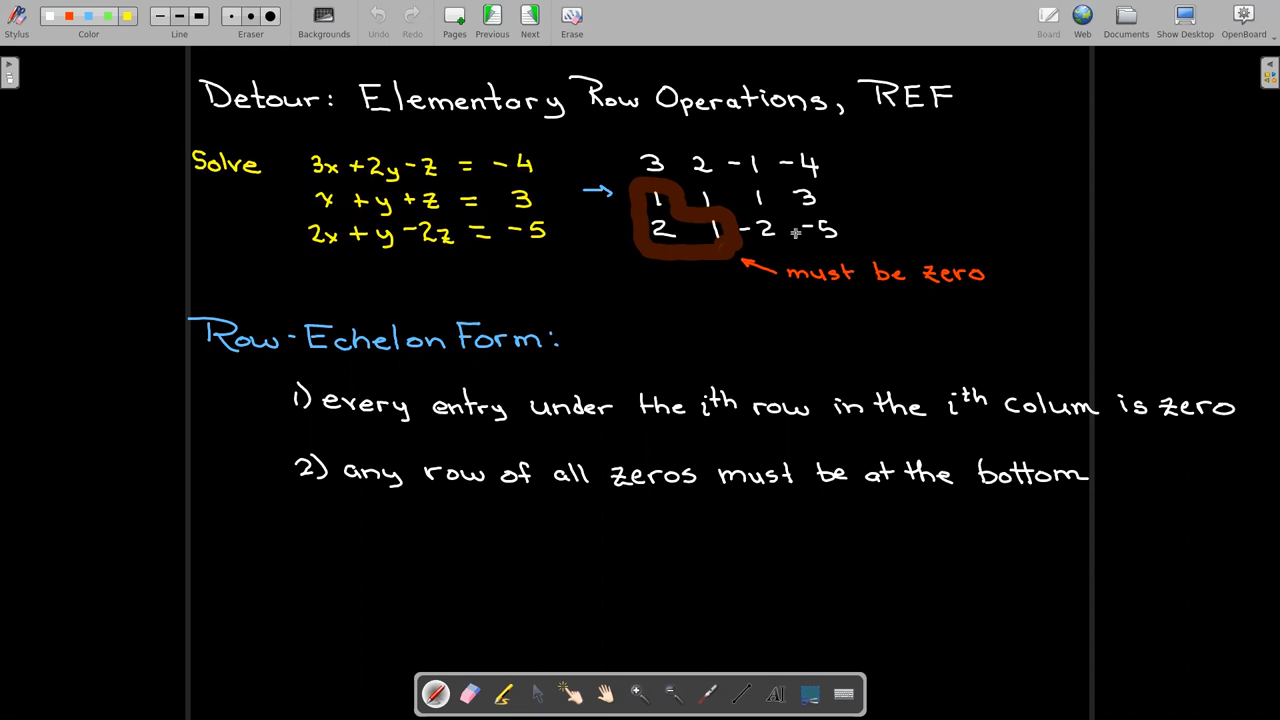 Stylus
Color
Line
Eraser
Backgrounds
Undo
Redo
Pages
Previous
Next
Erase
Board
Web
Documents
Show Desktop
OpenBoard
Detour: Elementory Row Operations, REF
Solve 3x + 2y - z = -4
x + y + z = 3
2x + y - 2z = -5
→ 3 2 -1 -4
1 1 1 3
2 1 -2 -5
must be zero
Row-Echelon Form:
1) every entry under the ith row in the ith colum is zero
2) any row of all zeros must be at the bottom